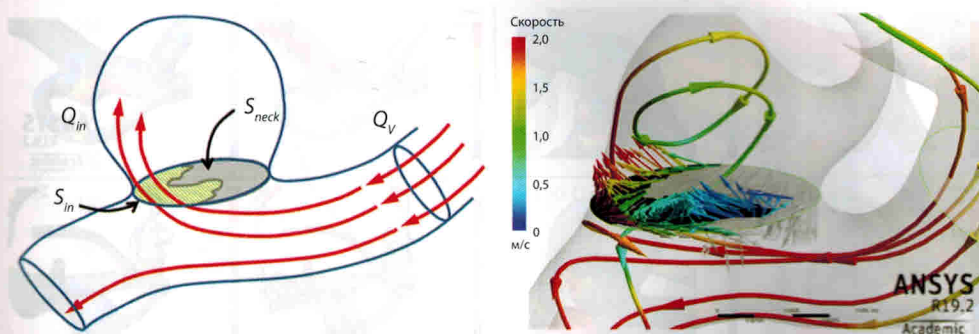 Q_in
S_neck
Q_V
S_in
Скорость
2,0
1,5
1,0
0,5
0
м/с
ANSYS
R19.2
Academic